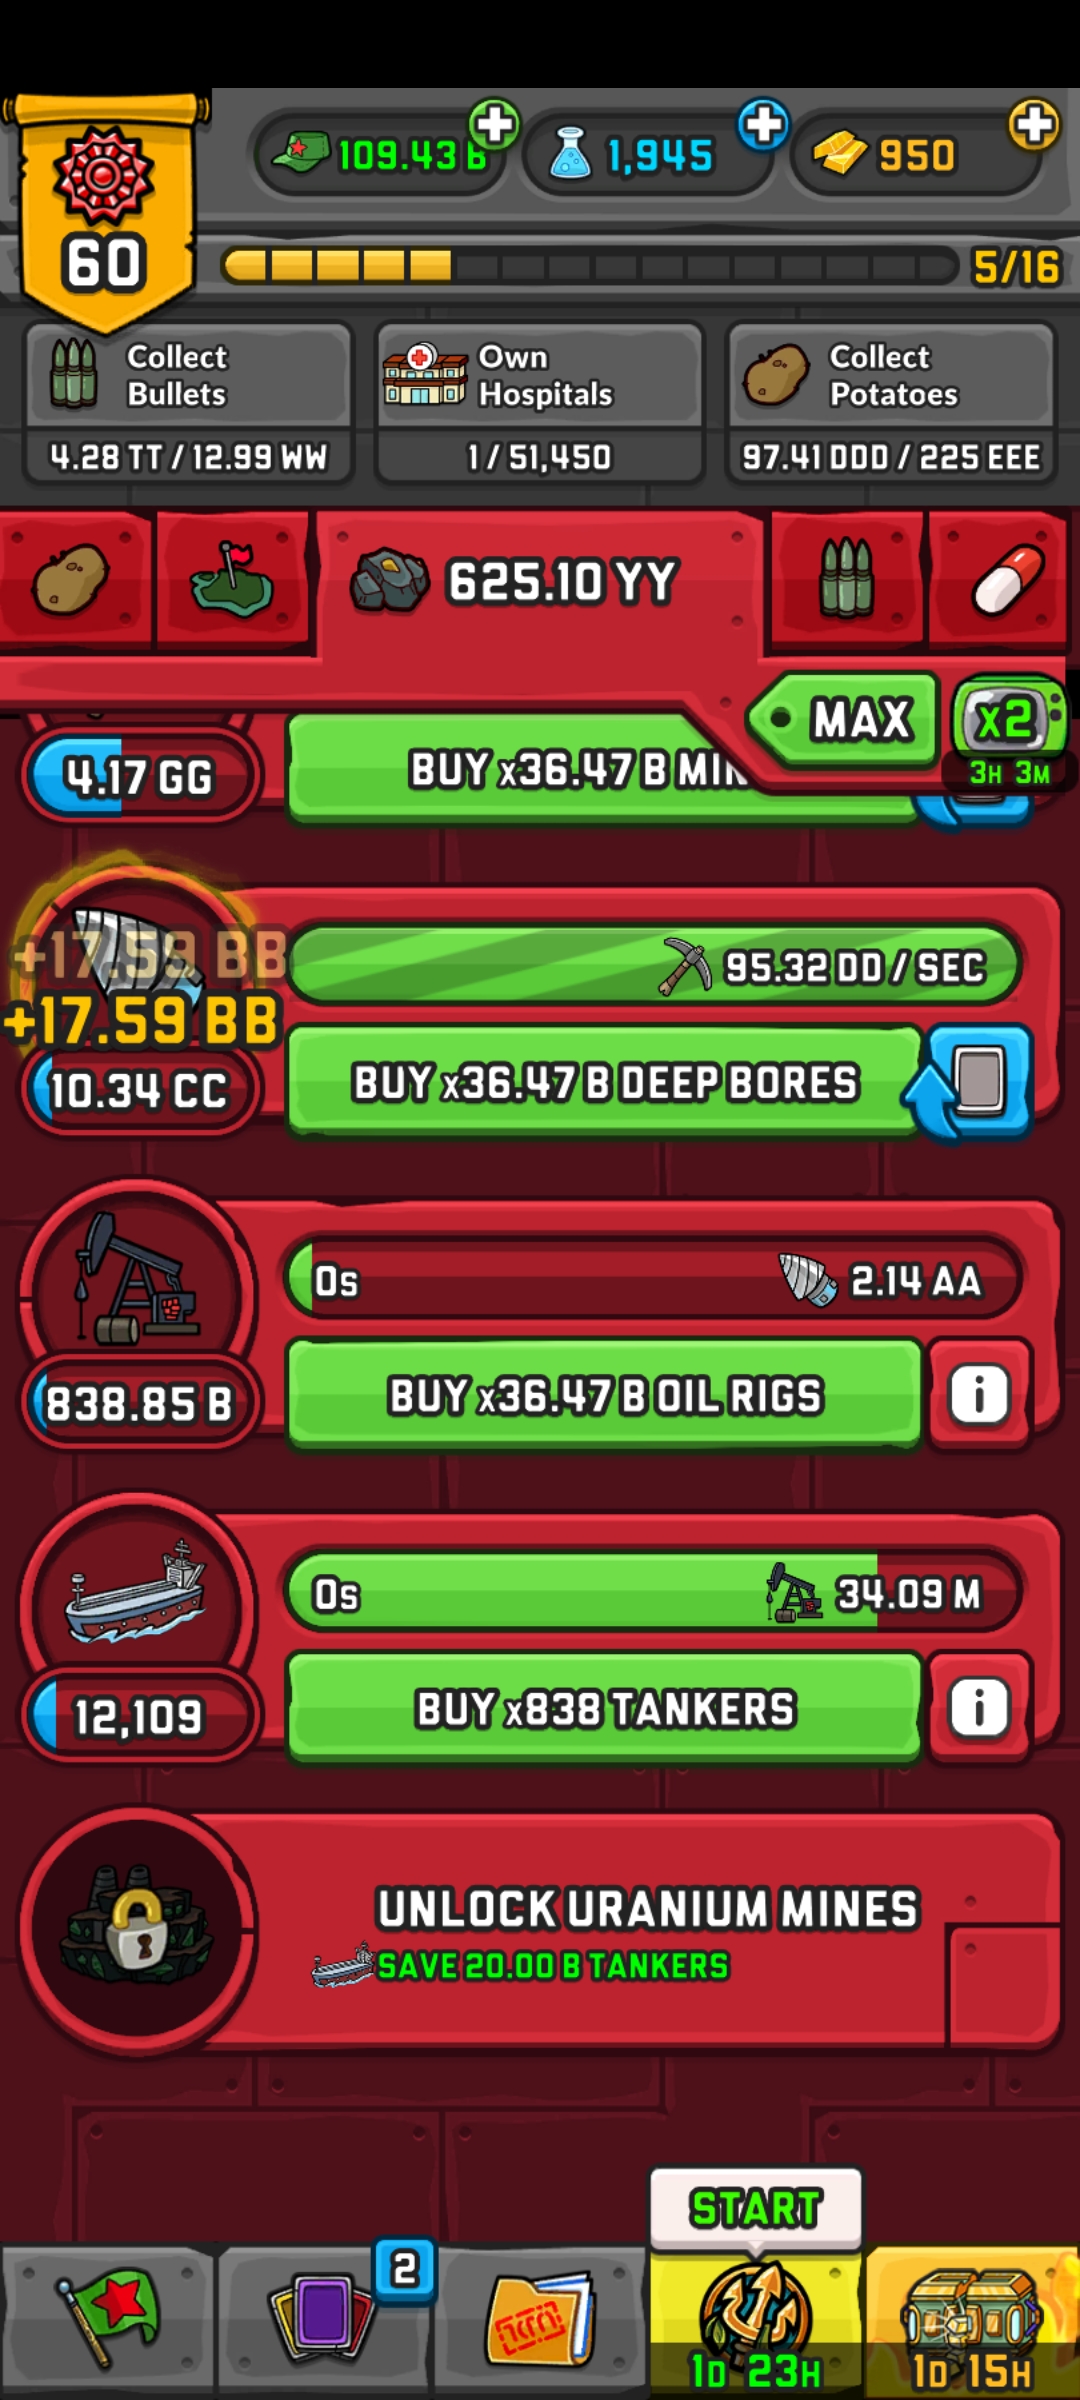 109.43 B
1,945
950
60
5/16
Collect
Bullets
4.28 TT / 12.99 WW
Own
Hospitals
1 / 51,450
Collect
Potatoes
97.41 DDD / 225 EEE
625.10 YY
MAX
x2
3H 3M
4.17 GG
BUY x36.47 B
+17.59 BB
+17.59 BB
95.32 DD / SEC
10.34 CC
BUY x36.47 B DEEP BORES
0s
2.14 AA
838.85 B
BUY x36.47 B OIL RIGS
i
0s
34.09 M
12,109
BUY x838 TANKERS
i
UNLOCK URANIUM MINES
SAVE 20.00 B TANKERS
START
2
1D 23H
1D 15H